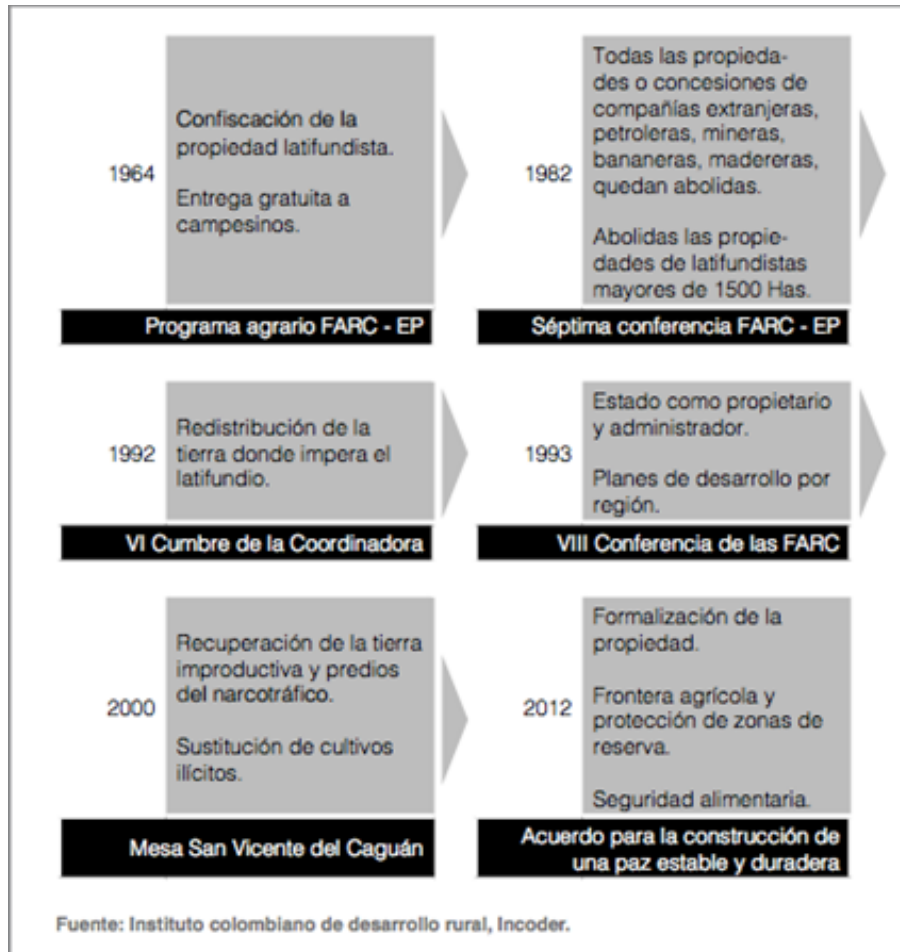 1964
Confiscación de la
propiedad latifundista.
Entrega gratuita a
campesinos.
Programa agrario FARC - EP
1982
Todas las propieda-
des o concesiones de
compañías extranjeras,
petroleras, mineras,
bananeras, madereras,
quedan abolidas.
Abolidas las propie-
dades de latifundistas
mayores de 1500 Has.
Séptima conferencia FARC - EP
1992
Redistribución de la
tierra donde impera el
latifundio.
VI Cumbre de la Coordinadora
1993
Estado como propietario
y administrador.
Planes de desarrollo por
región.
VIII Conferencia de las FARC
2000
Recuperación de la tierra
improductiva y predios
del narcotráfico.
Sustitución de cultivos
ilícitos.
Mesa San Vicente del Caguán
2012
Formalización de la
propiedad.
Frontera agrícola y
protección de zonas de
reserva.
Seguridad alimentaria.
Acuerdo para la construcción de
una paz estable y duradera
Fuente: Instituto colombiano de desarrollo rural, Incoder.